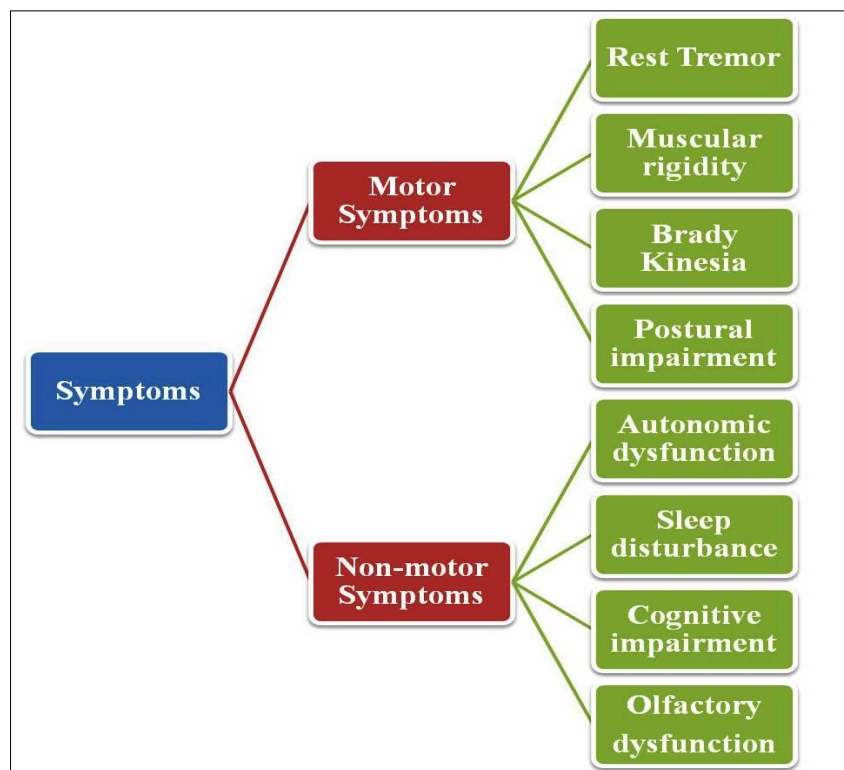 Symptoms
Motor
Symptoms
Rest Tremor
Muscular
rigidity
Brady
Kinesia
Postural
impairment
Non-motor
Symptoms
Autonomic
dysfunction
Sleep
disturbance
Cognitive
impairment
Olfactory
dysfunction